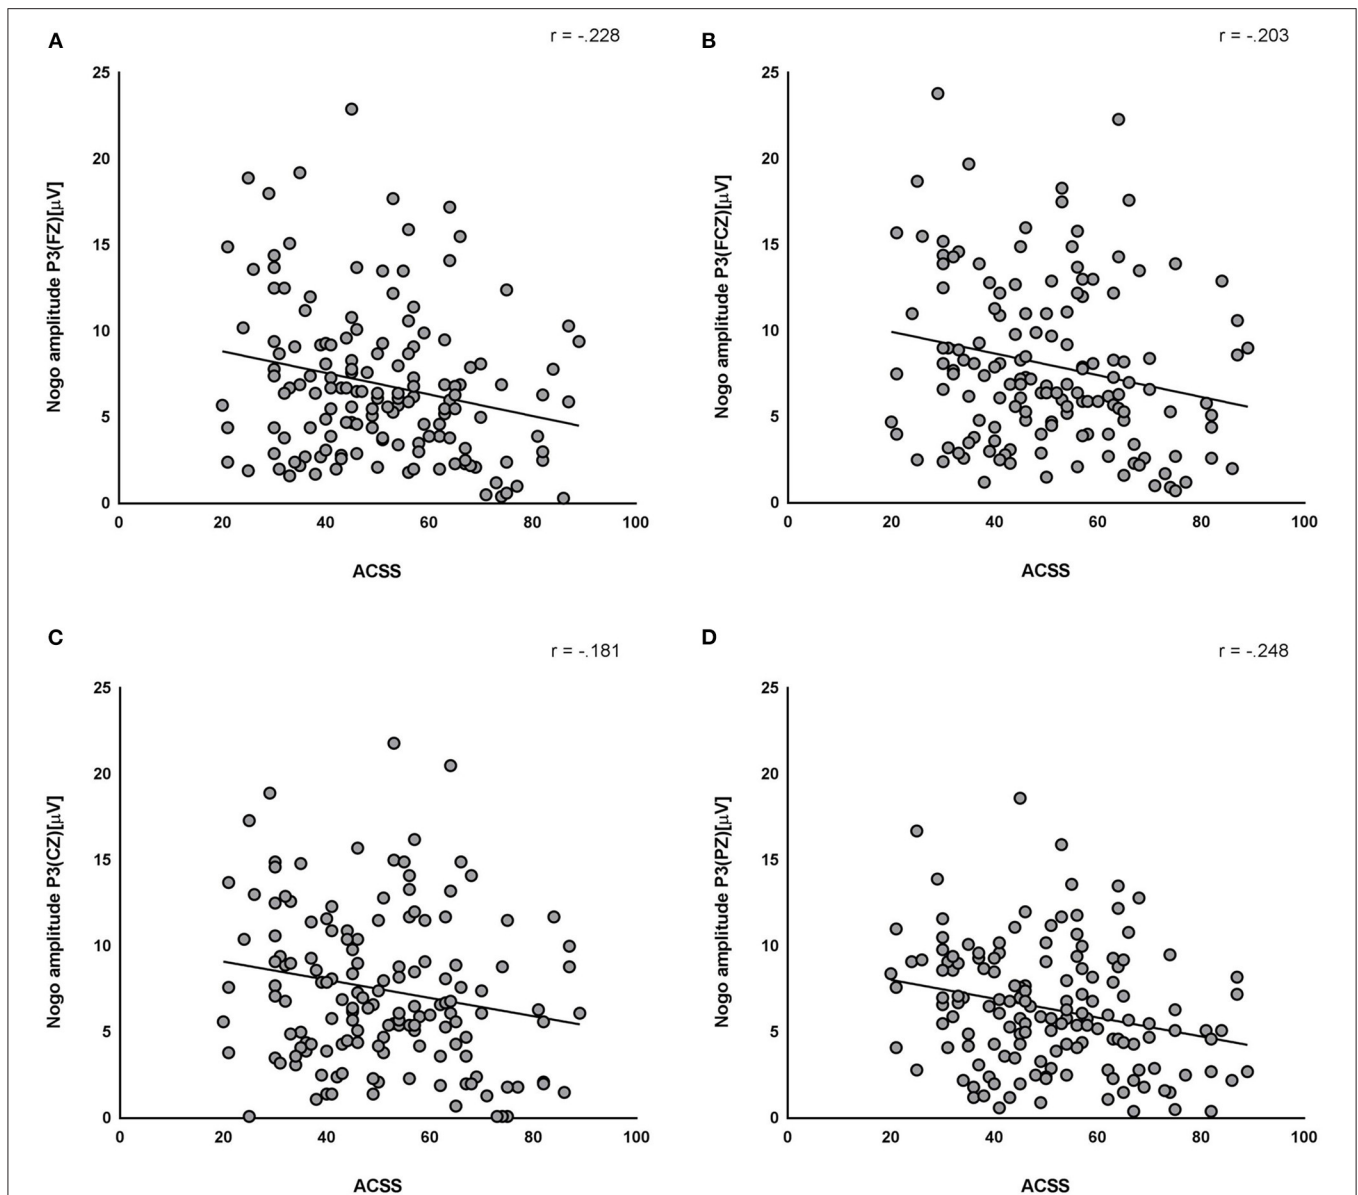 A
r = -.228
Nogo amplitude P3(FZ)[µV]
25
20
15
10
5
0
0 20 40 60 80 100
ACSS
B
r = -.203
Nogo amplitude P3(FCZ)[µV]
25
20
15
10
5
0
0 20 40 60 80 100
ACSS
C
r = -.181
Nogo amplitude P3(CZ)[µV]
25
20
15
10
5
0
0 20 40 60 80 100
ACSS
D
r = -.248
Nogo amplitude P3(PZ)[µV]
25
20
15
10
5
0
0 20 40 60 80 100
ACSS